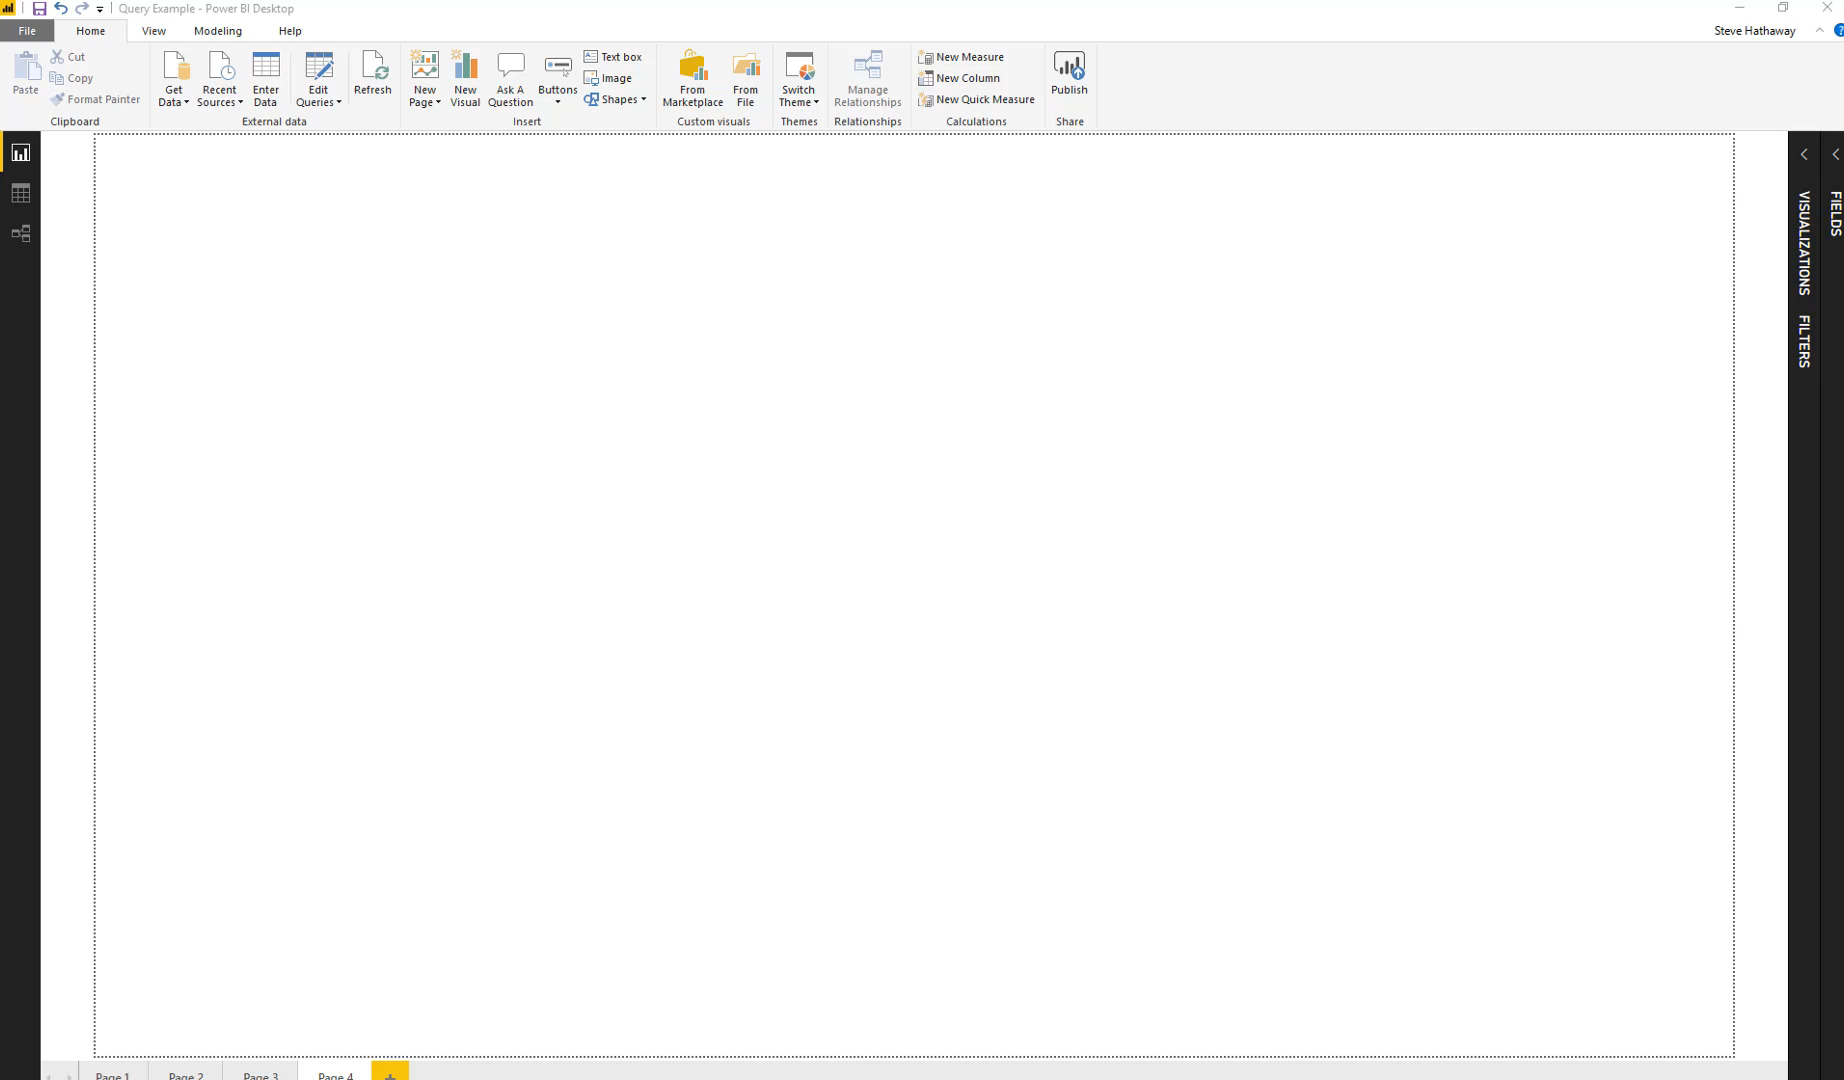 Query Example - Power BI Desktop
File Home View Modeling Help Steve Hathaway
Paste
Cut
Copy
Format Painter
Clipboard
Get Data
Recent Sources
Enter Data
Edit Queries
Refresh
External data
New Page
New Visual
Ask A Question
Buttons
Text box
Image
Shapes
Insert
From Marketplace
From File
Custom visuals
Switch Theme
Themes
Manage Relationships
Relationships
New Measure
New Column
New Quick Measure
Calculations
Publish
Share
VISUALIZATIONS
FILTERS
FIELDS
Page 1 Page 2 Page 3 Page 4